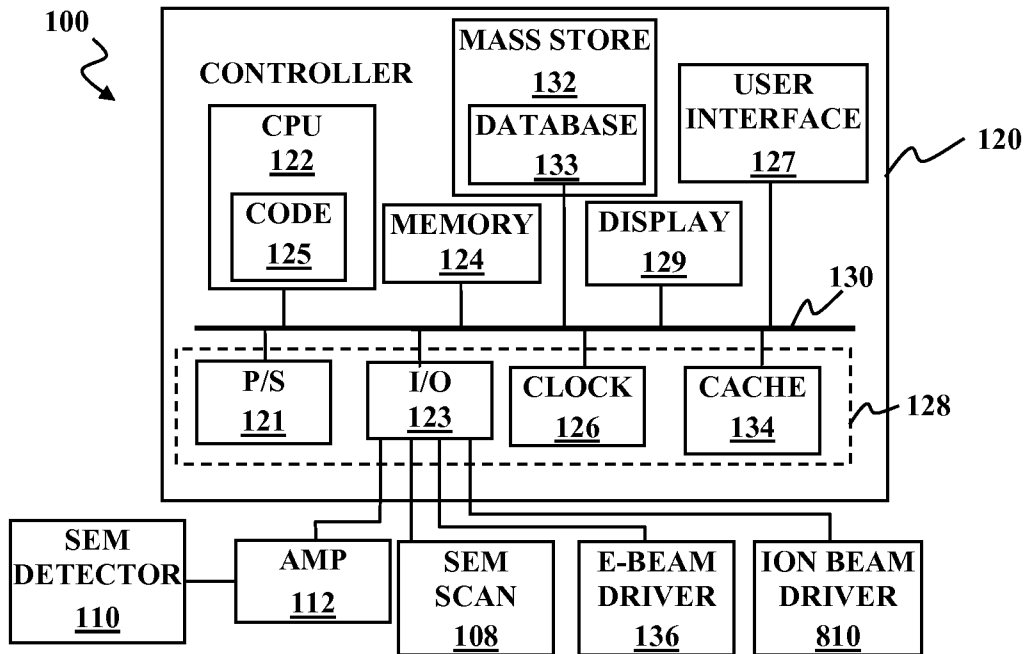 100
CONTROLLER
CPU
122
CODE
125
MASS STORE
132
DATABASE
133
USER
INTERFACE
127
120
MEMORY
124
DISPLAY
129
130
P/S
121
I/O
123
CLOCK
126
CACHE
134
128
SEM
DETECTOR
110
AMP
112
SEM
SCAN
108
E-BEAM
DRIVER
136
ION BEAM
DRIVER
810